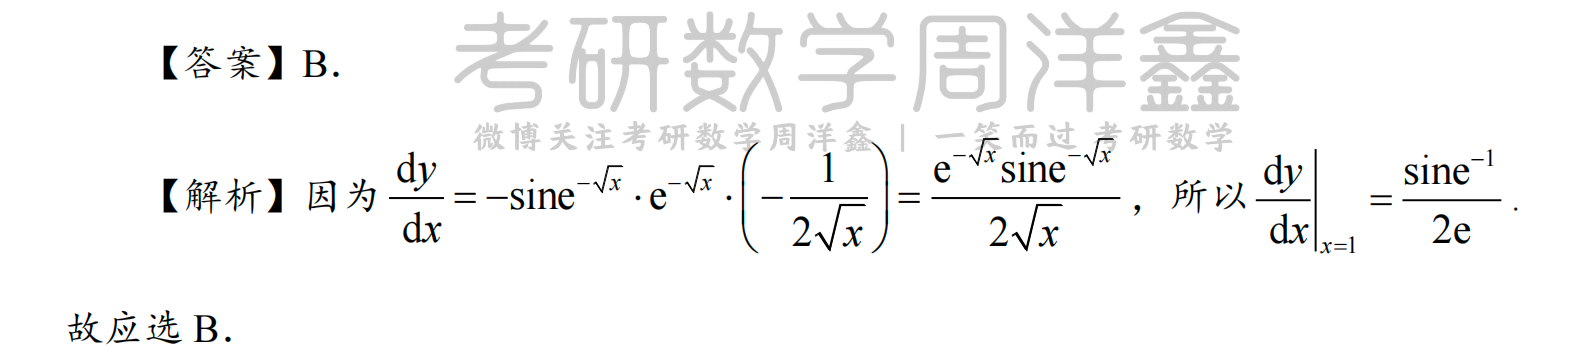 考研数学周洋鑫
【答案】B.
微博关注考研数学周洋鑫 | 一笑而过 考研数学
【解析】因为 dy/dx = −sine^{−√x} · e^{−√x} · (−1/(2√x)) = e^{−√x}sine^{−√x}/(2√x)，所以 dy/dx|_{x=1} = sine^{−1}/(2e) .
故应选 B.